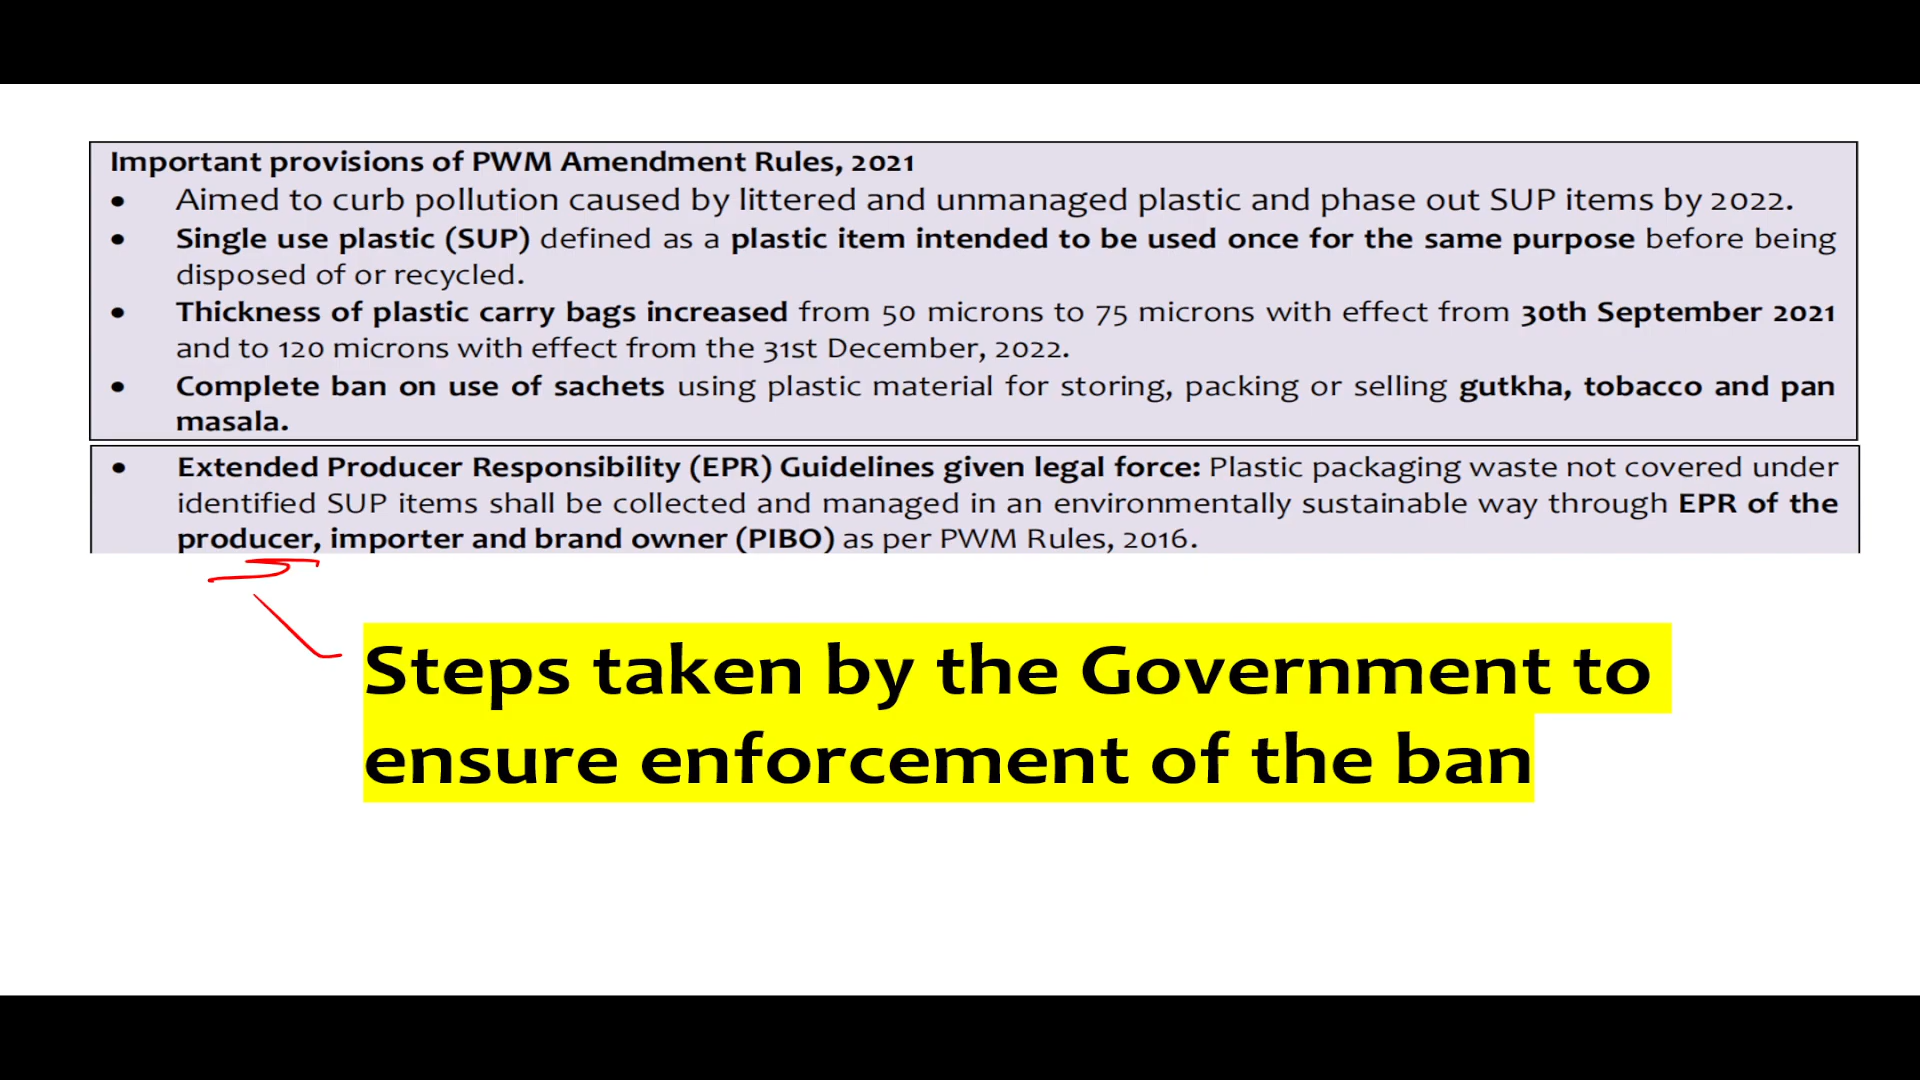 Important provisions of PWM Amendment Rules, 2021
• Aimed to curb pollution caused by littered and unmanaged plastic and phase out SUP items by 2022.
• Single use plastic (SUP) defined as a plastic item intended to be used once for the same purpose before being
disposed of or recycled.
• Thickness of plastic carry bags increased from 50 microns to 75 microns with effect from 30th September 2021
and to 120 microns with effect from the 31st December, 2022.
• Complete ban on use of sachets using plastic material for storing, packing or selling gutkha, tobacco and pan
masala.
• Extended Producer Responsibility (EPR) Guidelines given legal force: Plastic packaging waste not covered under
identified SUP items shall be collected and managed in an environmentally sustainable way through EPR of the
producer, importer and brand owner (PIBO) as per PWM Rules, 2016.
Steps taken by the Government to
ensure enforcement of the ban